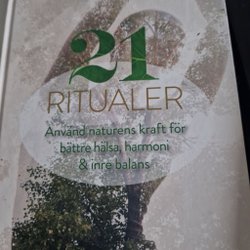 21
RITUALER
Använd naturens kraft för
bättre hälsa, harmoni
& inre balans